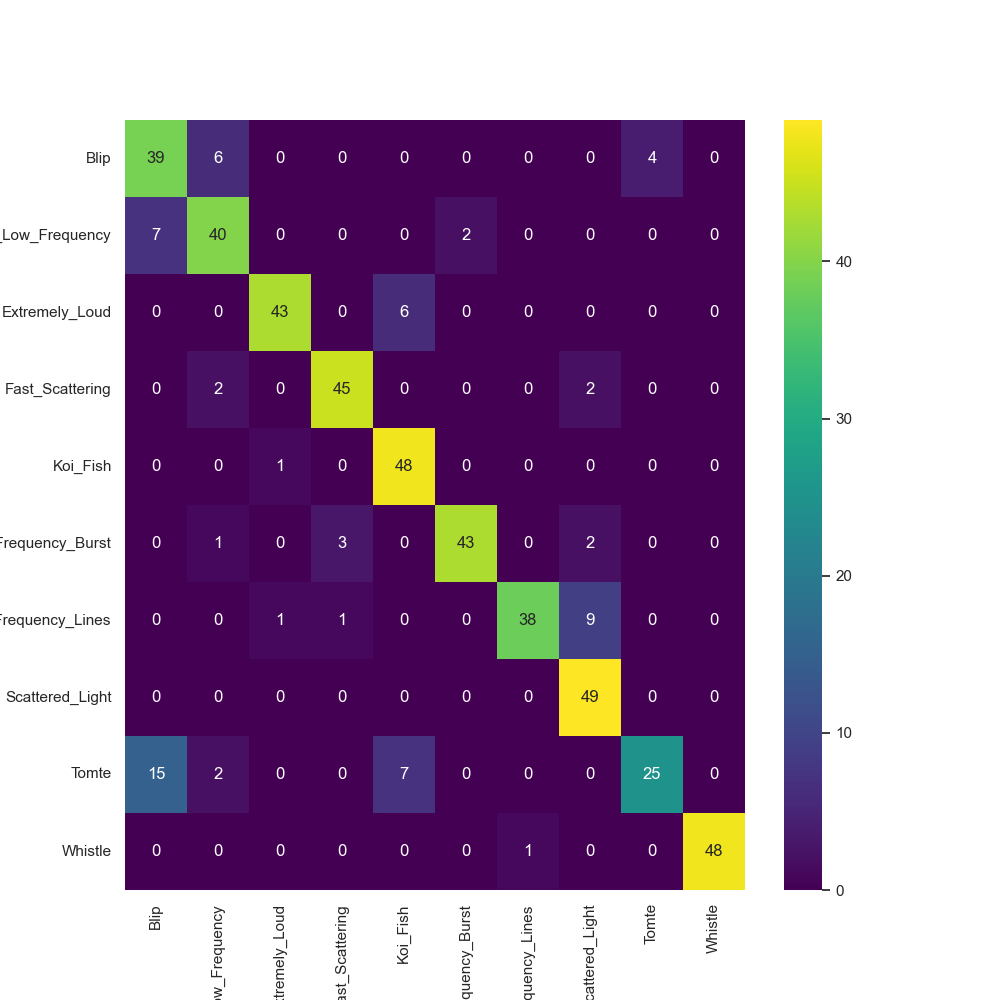 Blip 39 6 0 0 0 0 0 0 4 0
_Low_Frequency 7 40 0 0 0 2 0 0 0 0
Extremely_Loud 0 0 43 0 6 0 0 0 0 0
Fast_Scattering 0 2 0 45 0 0 0 2 0 0
Koi_Fish 0 0 1 0 48 0 0 0 0 0
Frequency_Burst 0 1 0 3 0 43 0 2 0 0
Frequency_Lines 0 0 1 1 0 0 38 9 0 0
Scattered_Light 0 0 0 0 0 0 0 49 0 0
Tomte 15 2 0 0 7 0 0 0 25 0
Whistle 0 0 0 0 0 0 1 0 0 48
Blip
ow_Frequency
tremely_Loud
ast_Scattering
Koi_Fish
quency_Burst
quency_Lines
cattered_Light
Tomte
Whistle
40
30
20
10
0